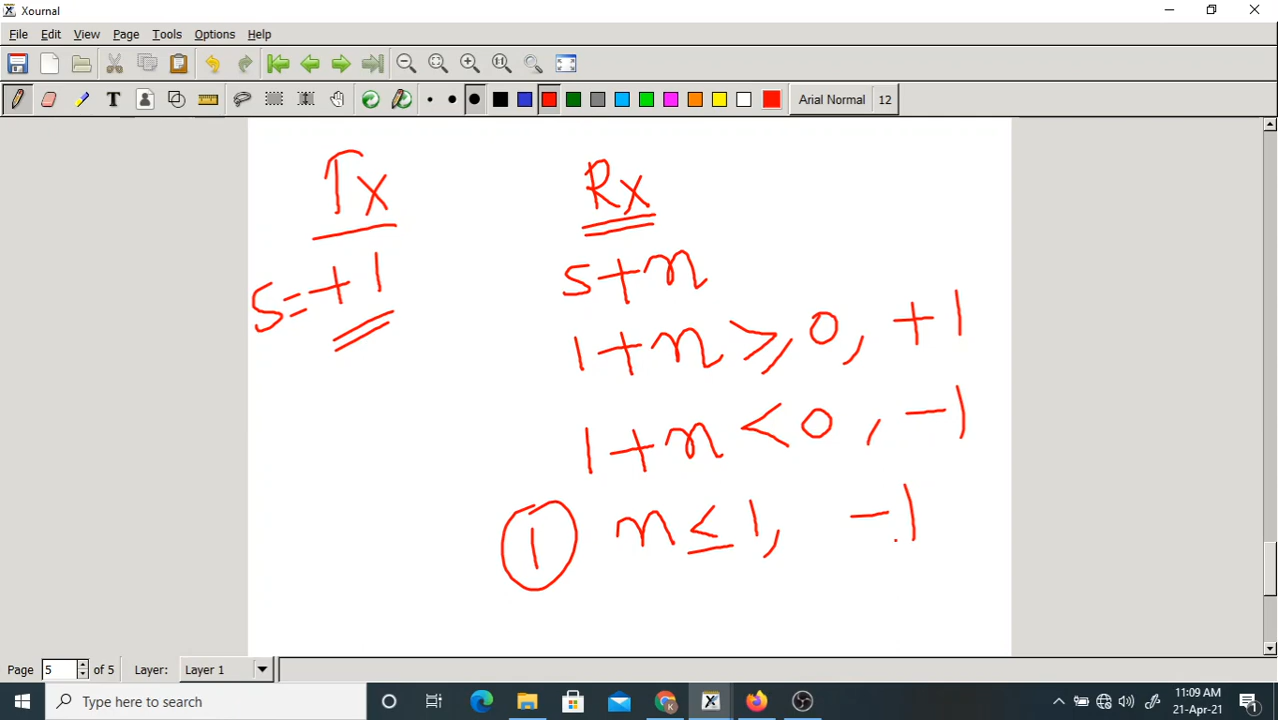 Xournal
File Edit View Page Tools Options Help
Arial Normal 12
Tx Rx
S=+1 s+n
1+n ≥ 0, +1
1+n < 0, -1
① n ≤ 1, -1
Page 5 of 5 Layer: Layer 1
Type here to search
11:09 AM
21-Apr-21